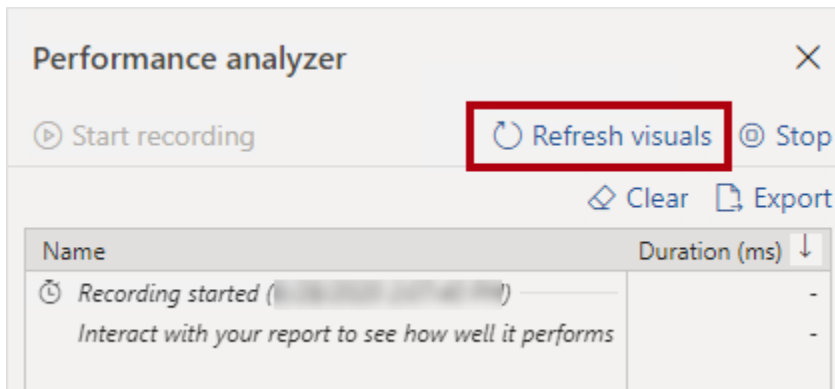 Performance analyzer
Start recording Refresh visuals Stop
Clear Export
Name Duration (ms)
Recording started ( ) -
Interact with your report to see how well it performs -